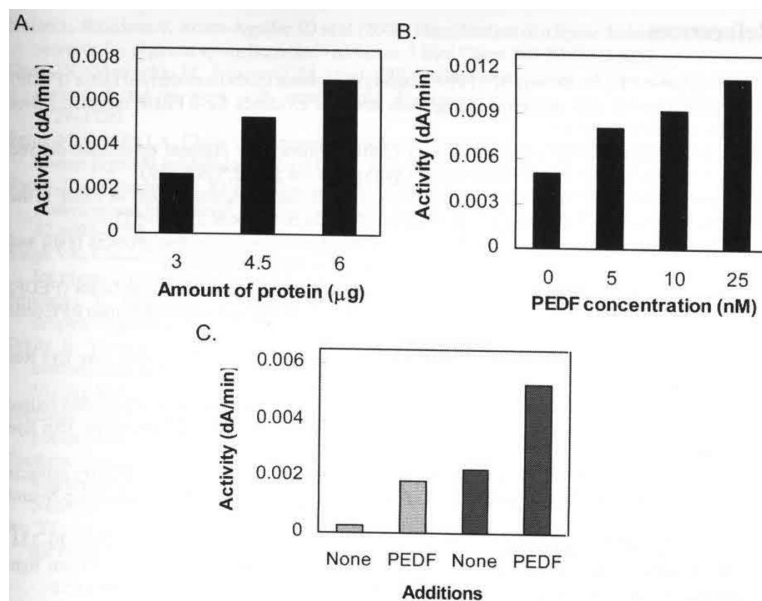 A.
0.008
0.006
0.004
0.002
0
Activity (dA/min)
3 4.5 6
Amount of protein (μg)
B.
0.012
0.009
0.006
0.003
0
Activity (dA/min)
0 5 10 25
PEDF concentration (nM)
C.
0.006
0.004
0.002
0
Activity (dA/min)
None PEDF None PEDF
Additions